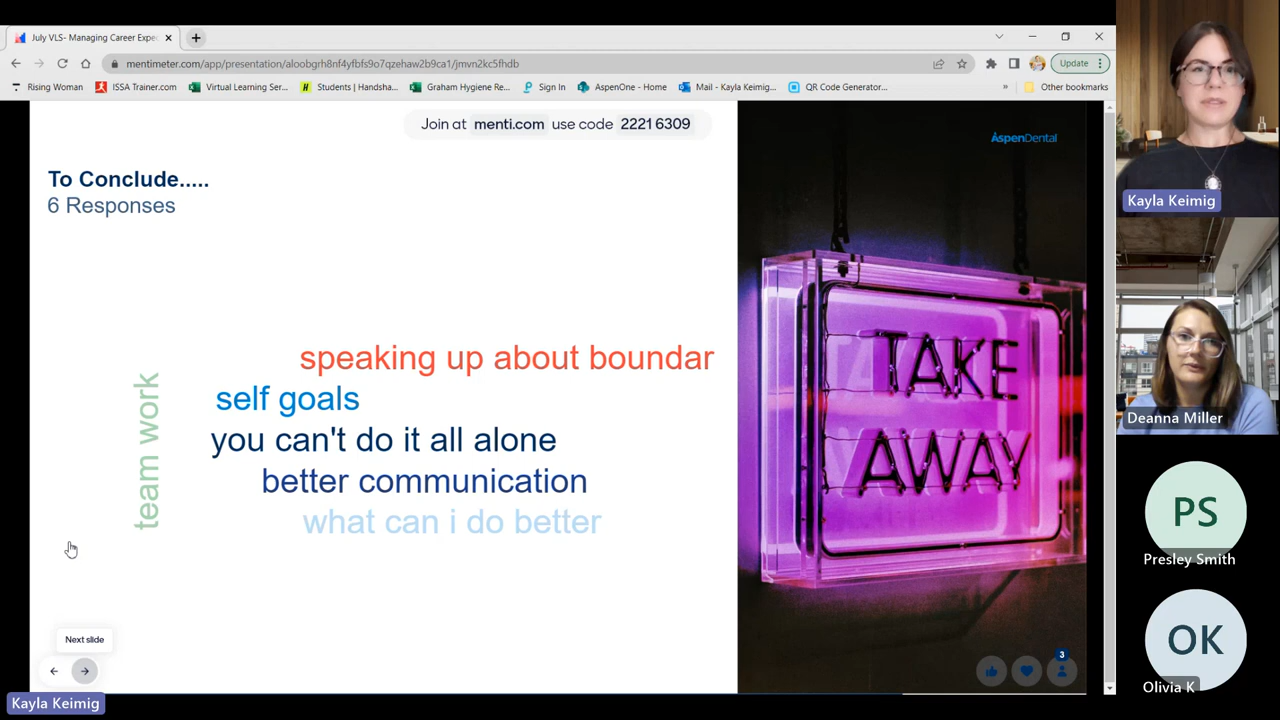 July VLS- Managing Career Expe
mentimeter.com/app/presentation/aloobgrh8nf4yfbfs9o7qzehaw2b9ca1/jmvn2kc5fhdb
Update
Rising Woman
ISSA Trainer.com
Virtual Learning Ser...
Students | Handsha...
Graham Hygiene Re...
Sign In
AspenOne - Home
Mail - Kayla Keimig...
QR Code Generator...
»
Other bookmarks
Join at menti.com use code 2221 6309
AspenDental
To Conclude.....
6 Responses
speaking up about boundar
self goals
you can't do it all alone
better communication
what can i do better
team work
TAKE
AWAY
Next slide
3
Kayla Keimig
Kayla Keimig
Deanna Miller
PS
Presley Smith
OK
Olivia K